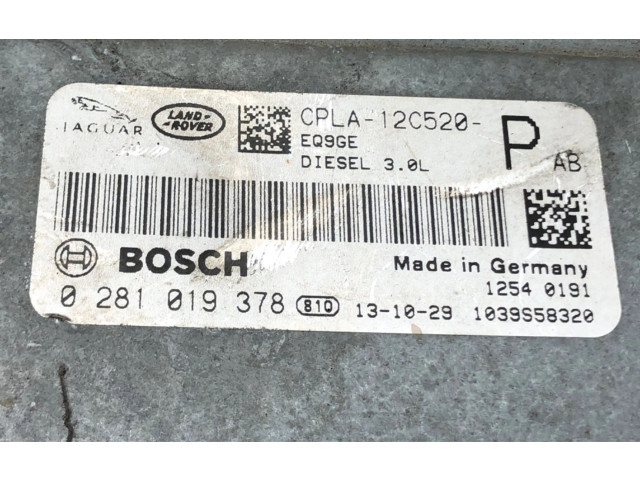 JAGUAR
LAND ROVER
CPLA-12C520-
EQ9GE
DIESEL 3.0L
P AB
BOSCH
Made in Germany
1254 0191
0 281 019 378 810 13-10-29 1039S58320